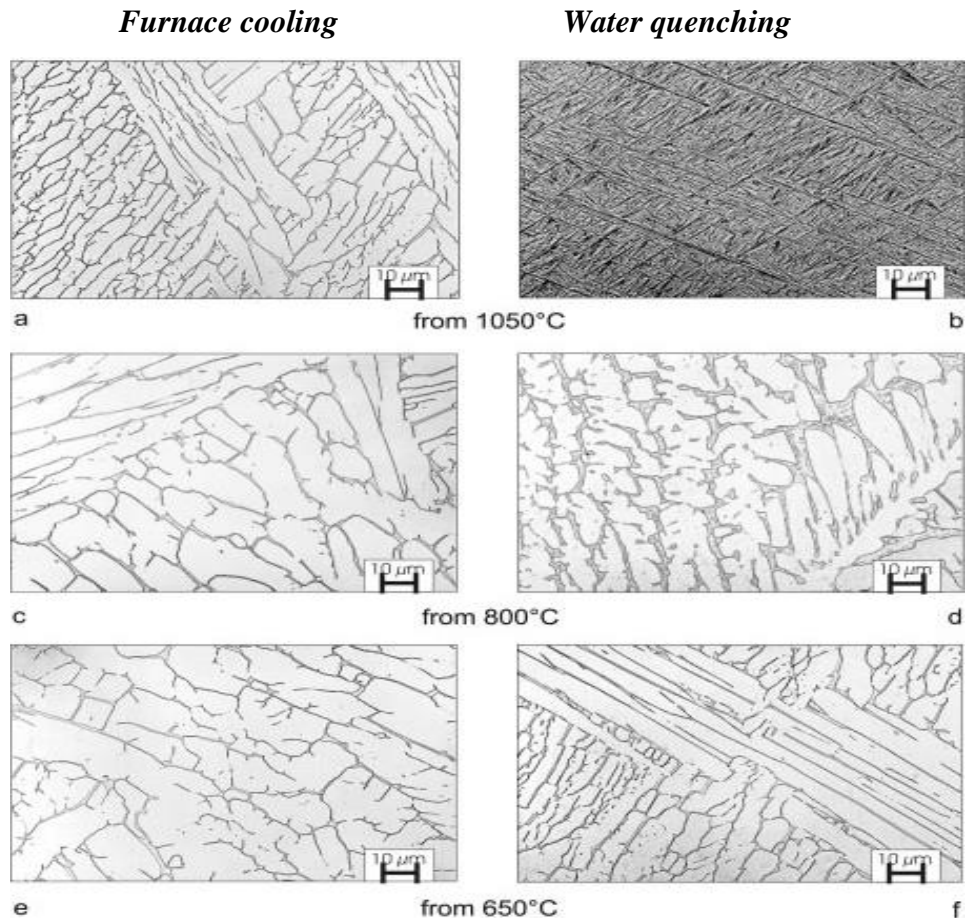 Furnace cooling Water quenching
10 µm 10 µm
a from 1050°C b
10 µm 10 µm
c from 800°C d
10 µm 10 µm
e from 650°C f